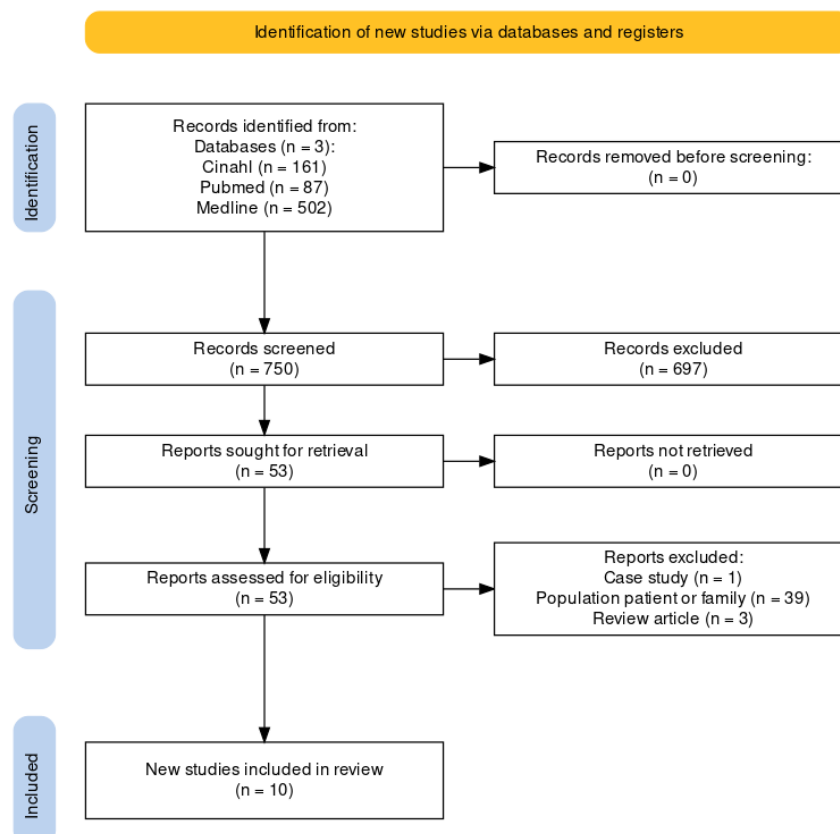 Identification of new studies via databases and registers
Identification
Records identified from:
Databases (n = 3):
Cinahl (n = 161)
Pubmed (n = 87)
Medline (n = 502)
Records removed before screening:
(n = 0)
Screening
Records screened
(n = 750)
Records excluded
(n = 697)
Reports sought for retrieval
(n = 53)
Reports not retrieved
(n = 0)
Reports assessed for eligibility
(n = 53)
Reports excluded:
Case study (n = 1)
Population patient or family (n = 39)
Review article (n = 3)
Included
New studies included in review
(n = 10)